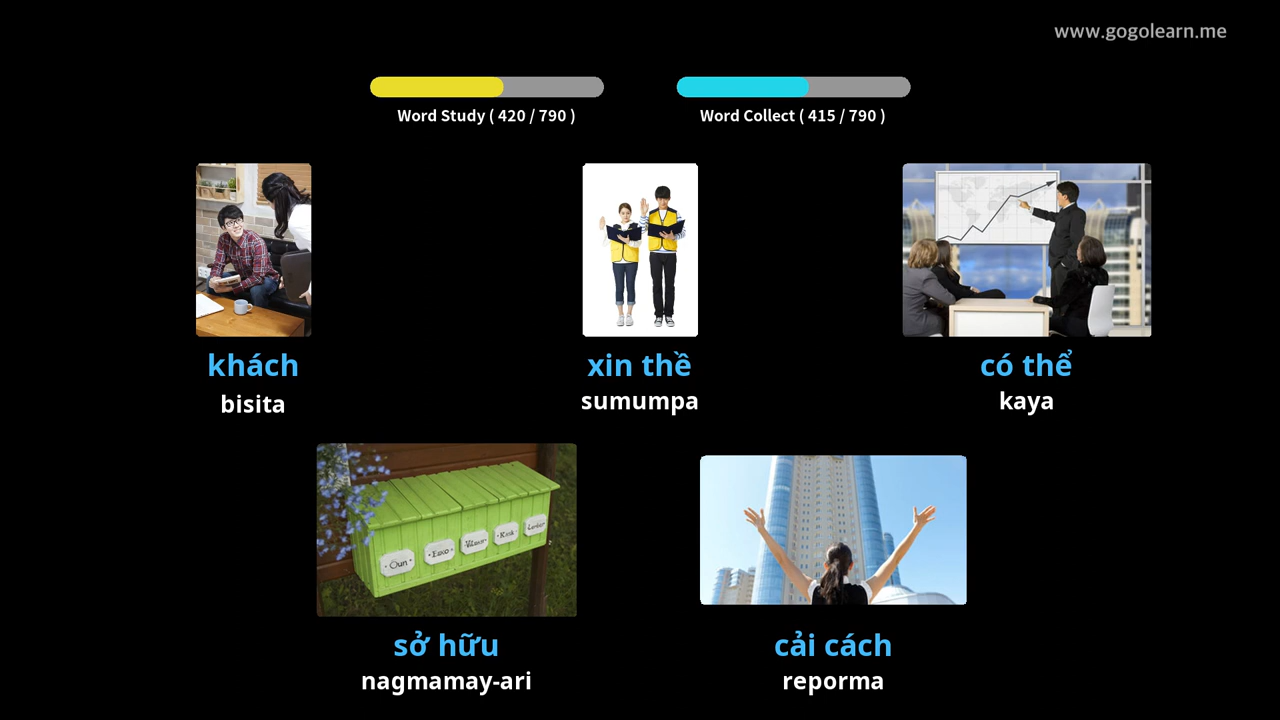 www.gogolearn.me
Word Study ( 420 / 790 )
Word Collect ( 415 / 790 )
khách
bisita
xin thề
sumumpa
có thể
kaya
sở hữu
nagmamay-ari
cải cách
reporma